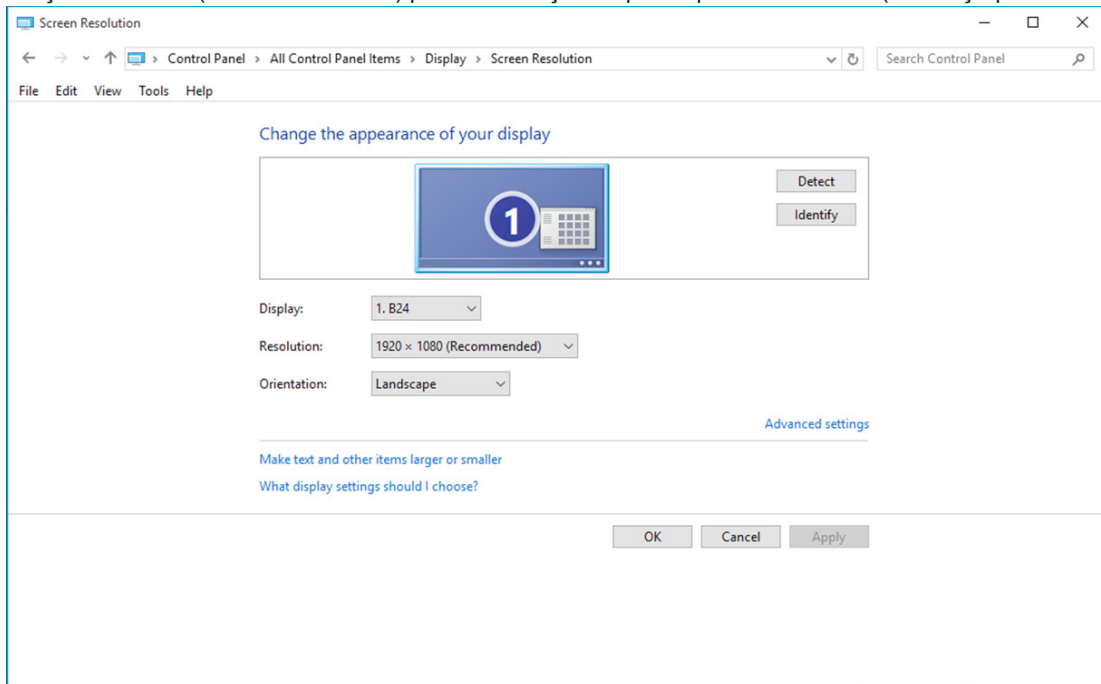 Screen Resolution
Control Panel > All Control Panel Items > Display > Screen Resolution
Search Control Panel
File Edit View Tools Help
Change the appearance of your display
1
Detect
Identify
Display: 1. B24
Resolution: 1920 × 1080 (Recommended)
Orientation: Landscape
Advanced settings
Make text and other items larger or smaller
What display settings should I choose?
OK Cancel Apply